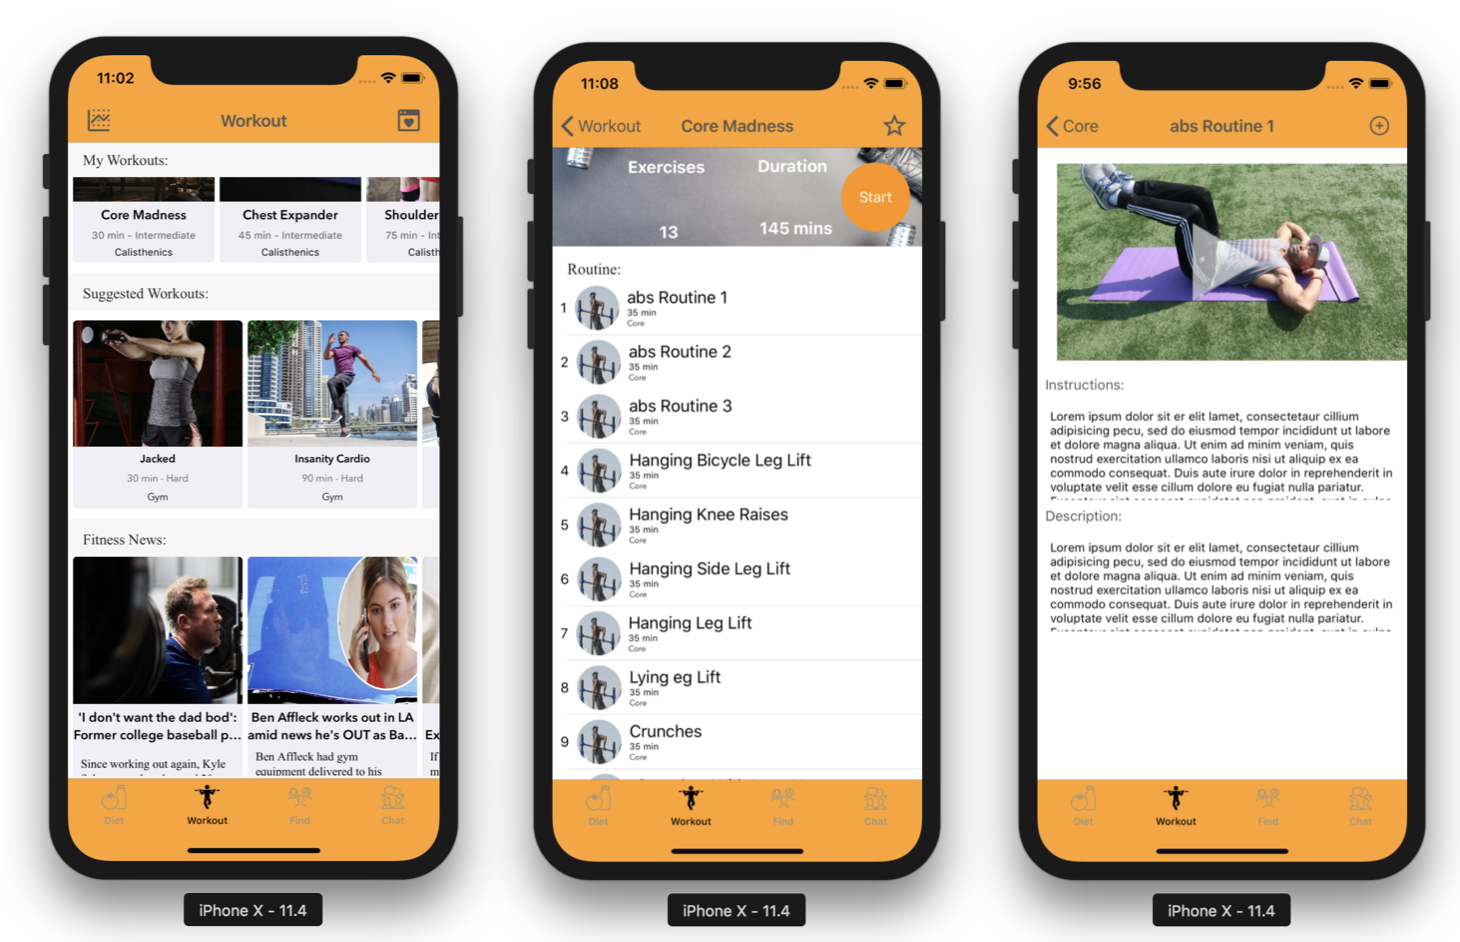 11:02
Workout
My Workouts:
Core Madness
30 min - Intermediate
Calisthenics
Chest Expander
45 min - Intermediate
Calisthenics
Shoulder
75 min - Int
Calisth
Suggested Workouts:
Jacked
30 min - Hard
Gym
Insanity Cardio
90 min - Hard
Gym
Fitness News:
'I don't want the dad bod':
Former college baseball p...
Since working out again, Kyle
Ben Affleck works out in LA
amid news he's OUT as Ba...
Ben Affleck had gym
equipment delivered to his
Ex
If
m
Diet
Workout
Find
Chat
iPhone X - 11.4
11:08
Workout
Core Madness
Exercises
Duration
13
145 mins
Start
Routine:
1
abs Routine 1
35 min
Core
2
abs Routine 2
35 min
Core
3
abs Routine 3
35 min
Core
4
Hanging Bicycle Leg Lift
35 min
Core
5
Hanging Knee Raises
35 min
Core
6
Hanging Side Leg Lift
35 min
Core
7
Hanging Leg Lift
35 min
Core
8
Lying eg Lift
35 min
Core
9
Crunches
35 min
Core
Diet
Workout
Find
Chat
iPhone X - 11.4
9:56
Core
abs Routine 1
Instructions:
Lorem ipsum dolor sit er elit lamet, consectetaur cillium
adipisicing pecu, sed do eiusmod tempor incididunt ut labore
et dolore magna aliqua. Ut enim ad minim veniam, quis
nostrud exercitation ullamco laboris nisi ut aliquip ex ea
commodo consequat. Duis aute irure dolor in reprehenderit in
voluptate velit esse cillum dolore eu fugiat nulla pariatur.
Description:
Lorem ipsum dolor sit er elit lamet, consectetaur cillium
adipisicing pecu, sed do eiusmod tempor incididunt ut labore
et dolore magna aliqua. Ut enim ad minim veniam, quis
nostrud exercitation ullamco laboris nisi ut aliquip ex ea
commodo consequat. Duis aute irure dolor in reprehenderit in
voluptate velit esse cillum dolore eu fugiat nulla pariatur.
Diet
Workout
Find
Chat
iPhone X - 11.4